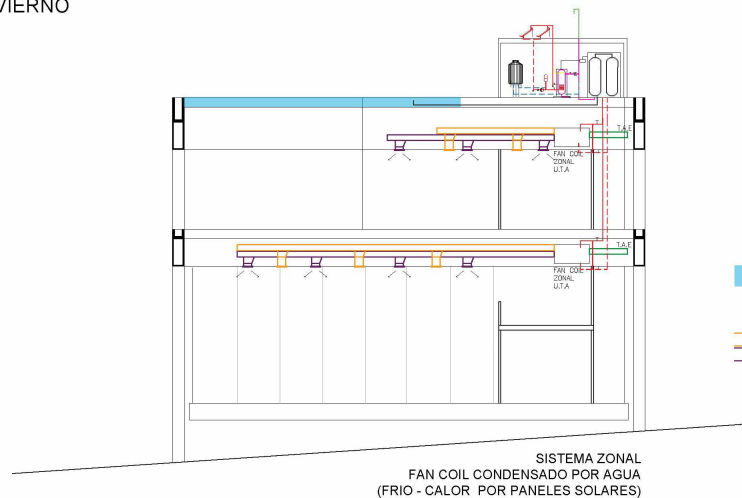 VIERNO
T.A.E
FAN COIL
ZONAL
U.T.A
T.A.E
FAN COIL
ZONAL
U.T.A
SISTEMA ZONAL
FAN COIL CONDENSADO POR AGUA
(FRIO - CALOR POR PANELES SOLARES)